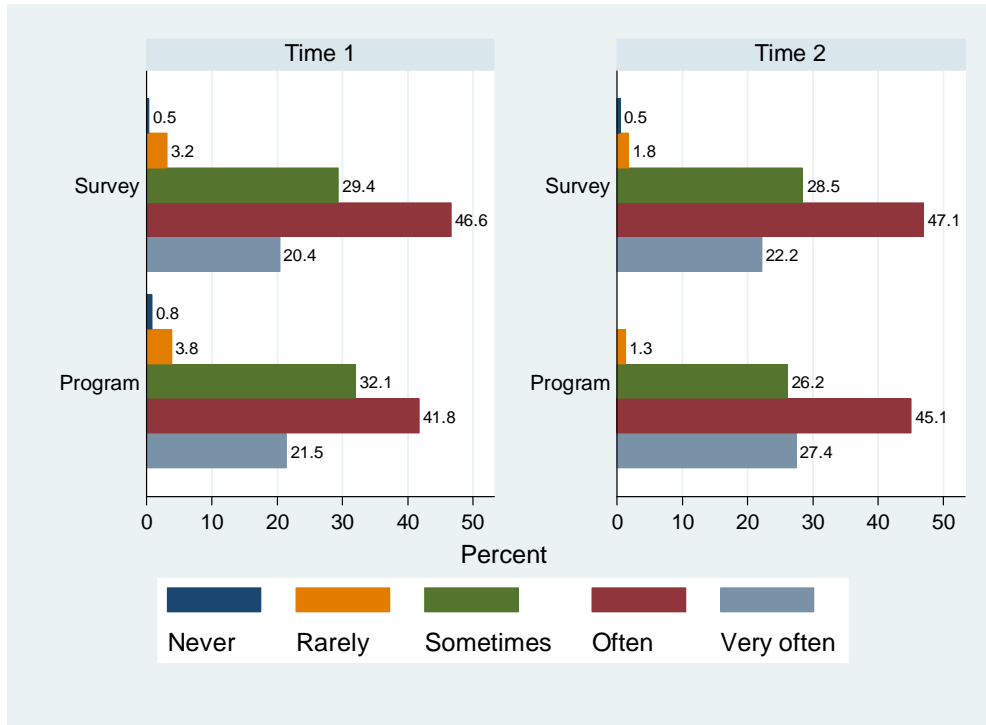 Time 1
Time 2
Survey
0.5
3.2
29.4
46.6
20.4
Program
0.8
3.8
32.1
41.8
21.5
0 10 20 30 40 50
Survey
0.5
1.8
28.5
47.1
22.2
Program
1.3
26.2
45.1
27.4
0 10 20 30 40 50
Percent
Never Rarely Sometimes Often Very often